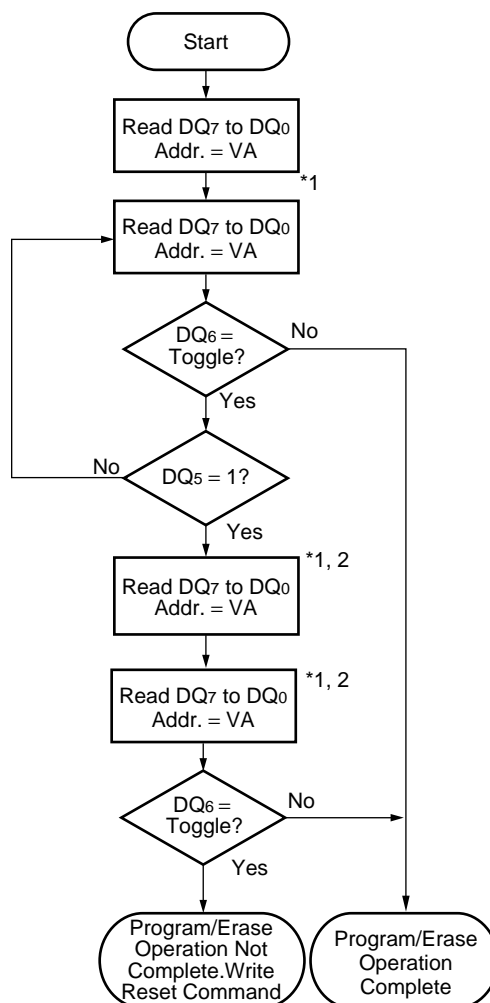 Start
Read DQ7 to DQ0
Addr. = VA
*1
Read DQ7 to DQ0
Addr. = VA
DQ6 =
Toggle?
No
Yes
No
DQ5 = 1?
Yes
*1, 2
Read DQ7 to DQ0
Addr. = VA
*1, 2
Read DQ7 to DQ0
Addr. = VA
DQ6 =
Toggle?
No
Yes
Program/Erase
Operation Not
Complete.Write
Reset Command
Program/Erase
Operation
Complete